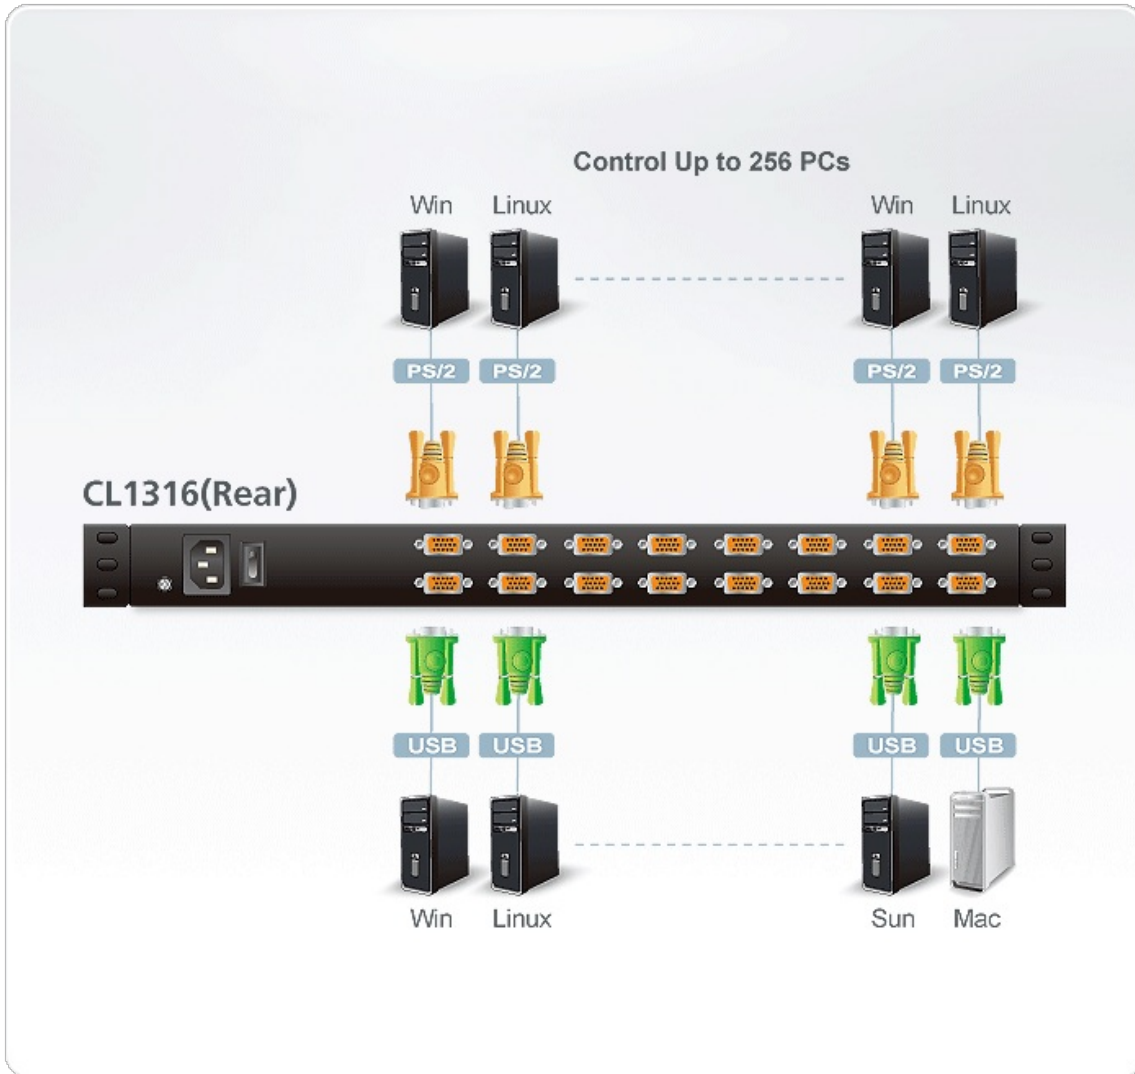 Control Up to 256 PCs
Win Linux Win Linux
PS/2 PS/2 PS/2 PS/2
CL1316(Rear)
USB USB USB USB
Win Linux Sun Mac